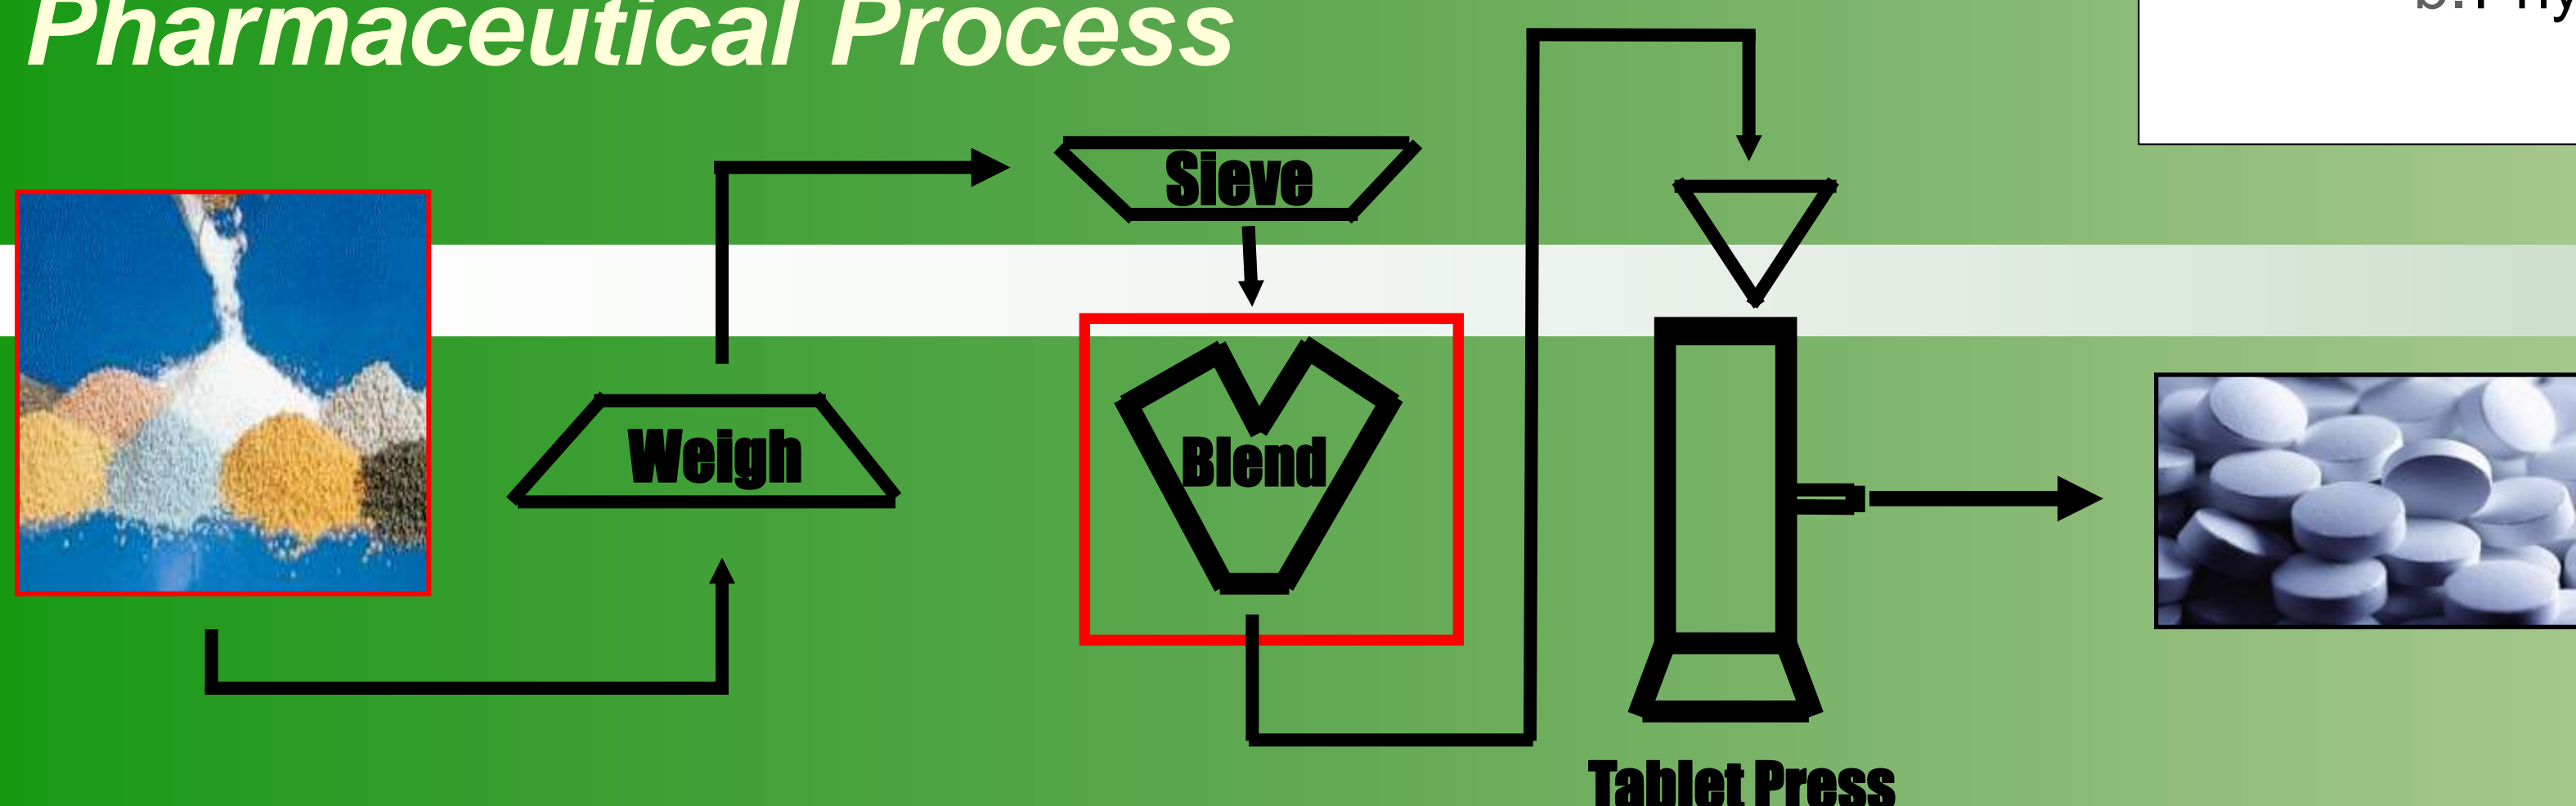 Pharmaceutical Process
Sieve
Weigh
Blend
Tablet Press